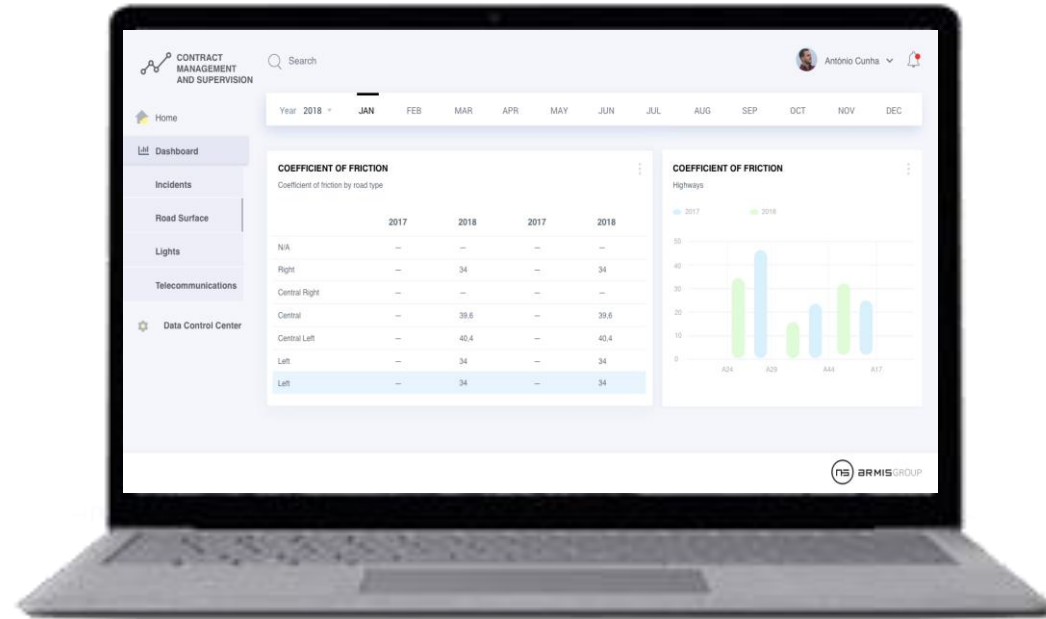 CONTRACT
MANAGEMENT
AND SUPERVISION
Search
António Cunha
Year 2018 JAN FEB MAR APR MAY JUN JUL AUG SEP OCT NOV DEC
Home
Dashboard
Incidents
Road Surface
Lights
Telecommunications
Data Control Center
COEFFICIENT OF FRICTION
Coefficient of friction by road type
2017 2018 2017 2018
N/A – – – –
Right – 34 – 34
Central Right – – – –
Central – 39,6 – 39,6
Central Left – 40,4 – 40,4
Left – 34 – 34
Left – 34 – 34
COEFFICIENT OF FRICTION
Highways
2017 2018
50
40
30
20
10
0
A24 A29 A44 A17
ns ARMISGROUP